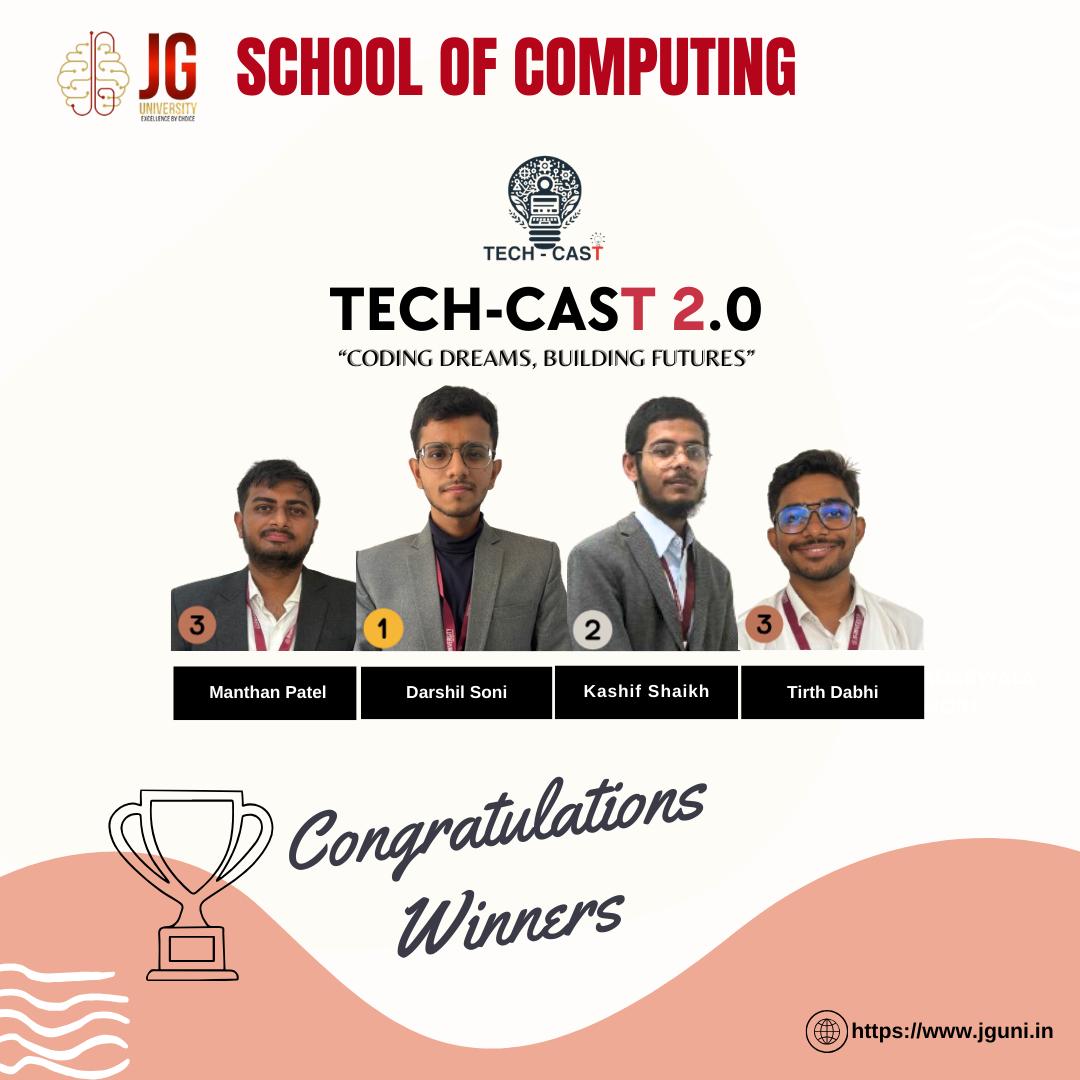 JG
UNIVERSITY
EXCELLENCE BY CHOICE
SCHOOL OF COMPUTING
TECH - CAST
TECH-CAST 2.0
“CODING DREAMS, BUILDING FUTURES”
3
1
2
3
Manthan Patel
Darshil Soni
Kashif Shaikh
Tirth Dabhi
Congratulations
Winners
https://www.jguni.in